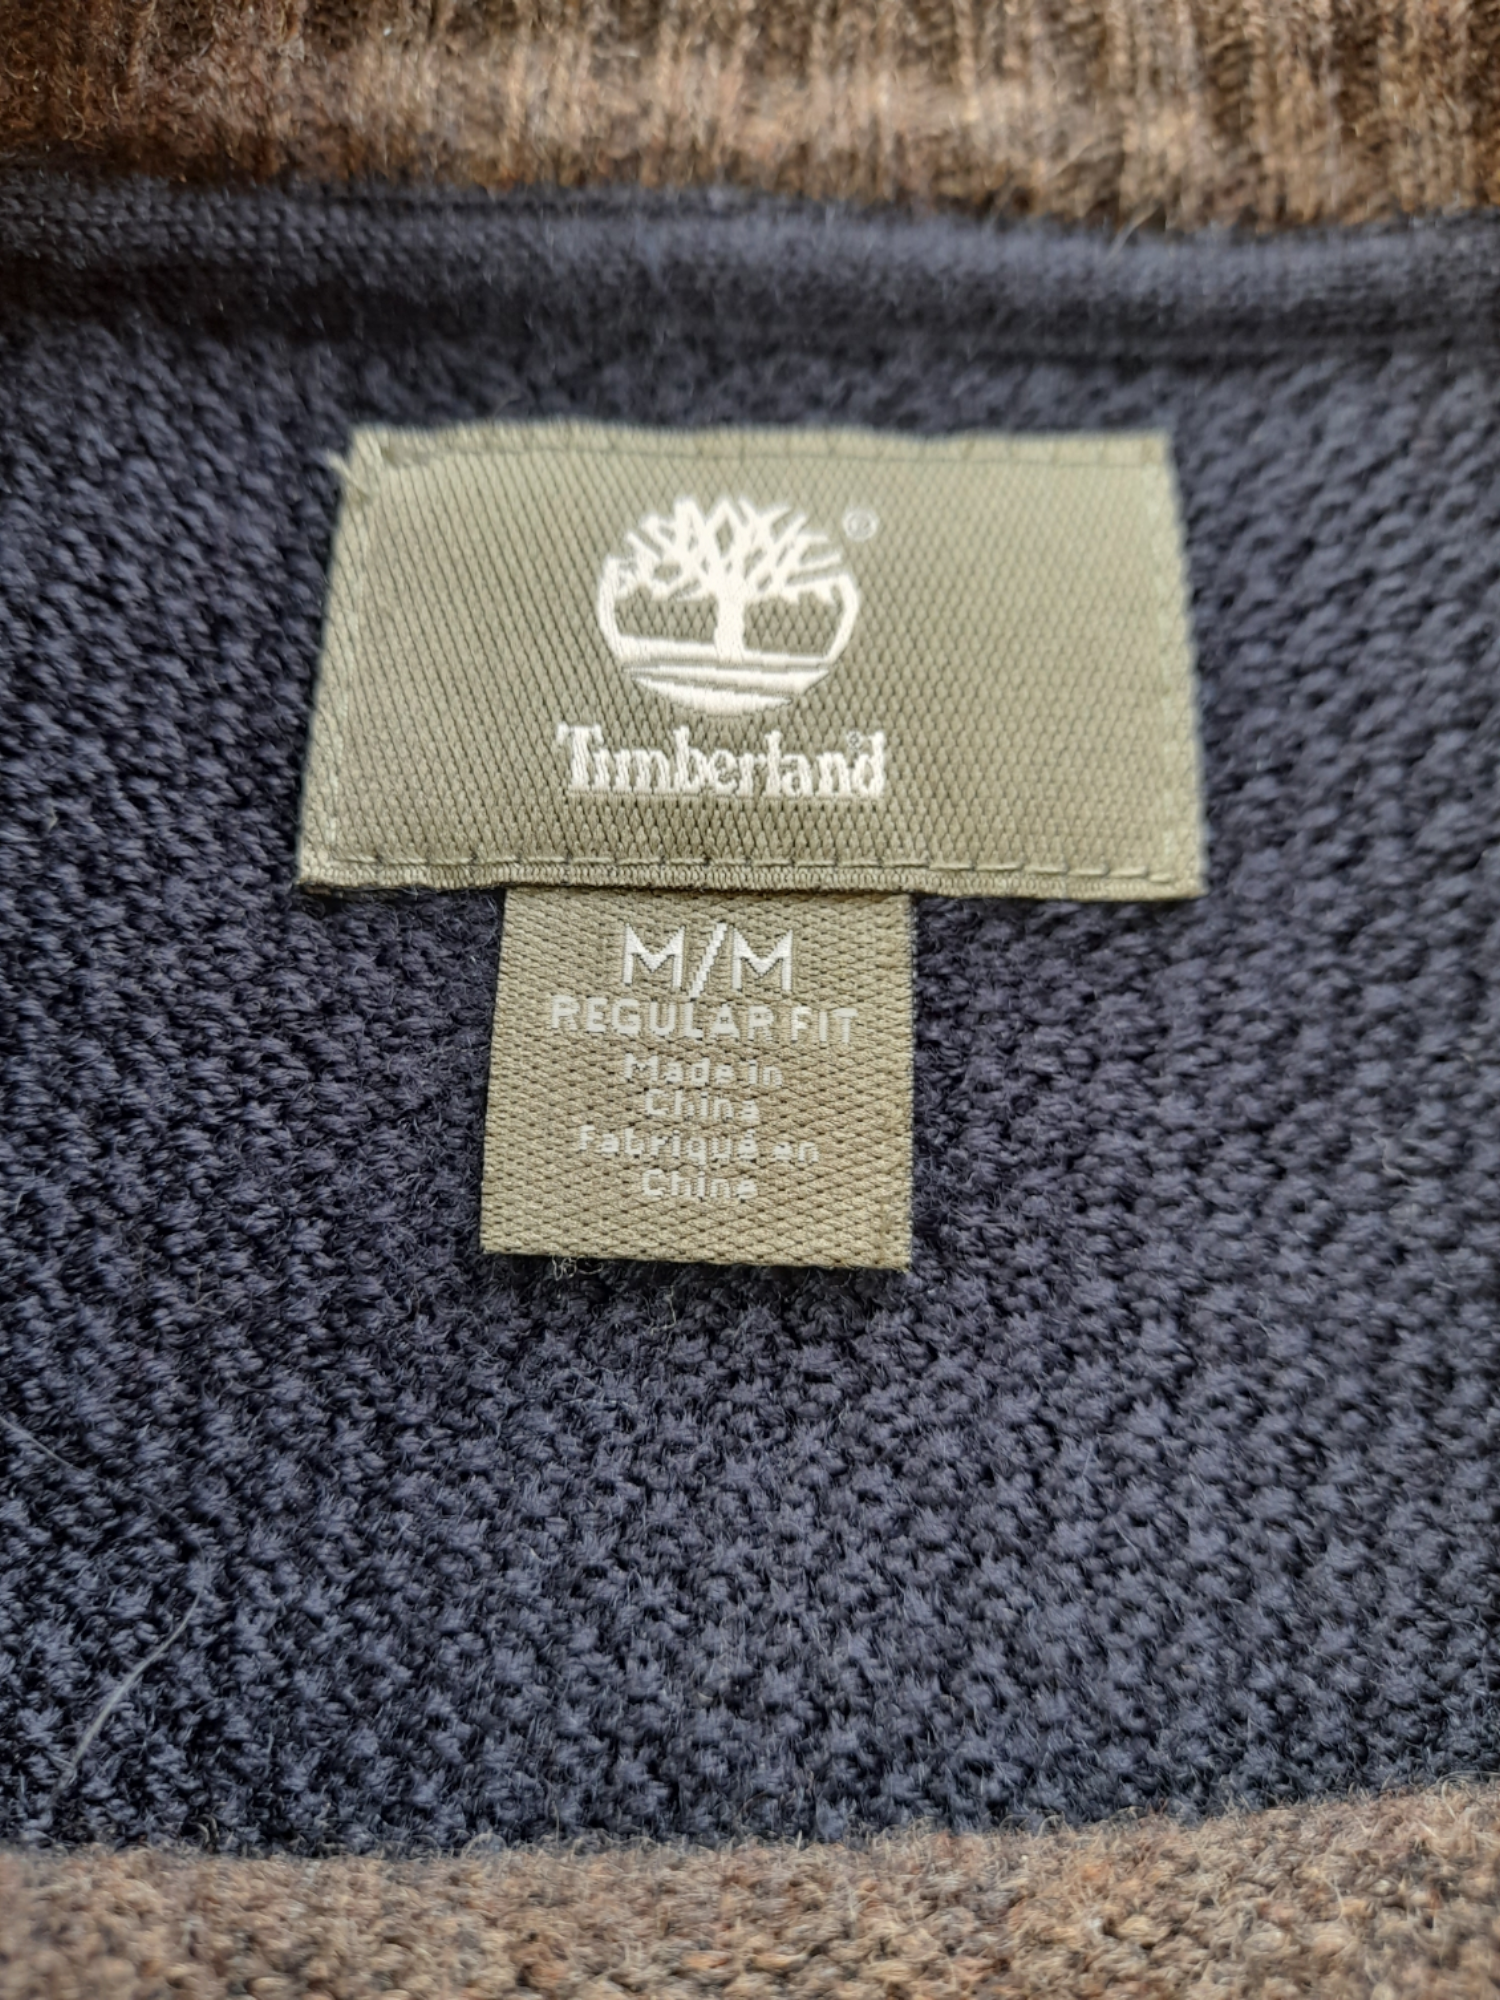 Timberland
M/M
REGULAR FIT
Made in
China
Fabriqué en
Chine